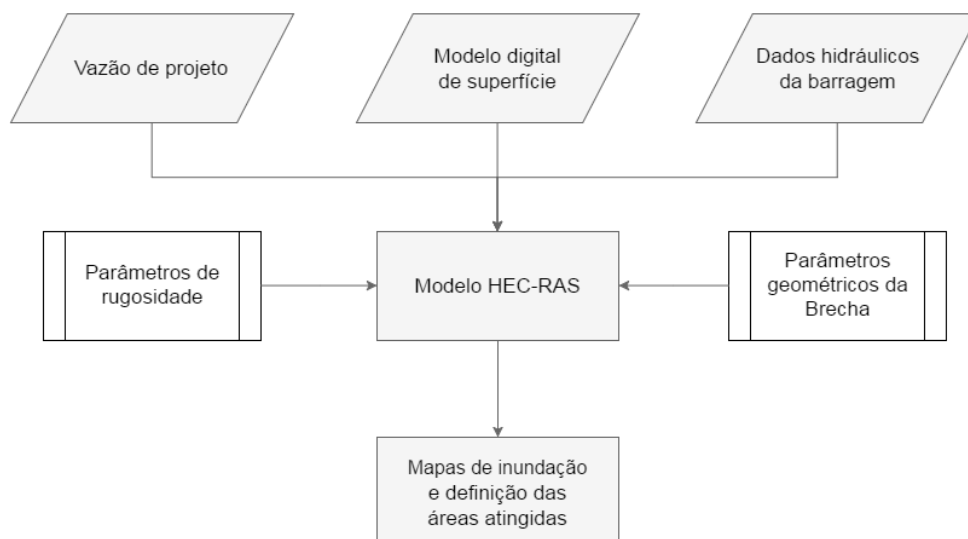 Vazão de projeto
Modelo digital
de superfície
Dados hidráulicos
da barragem
Parâmetros de
rugosidade
Modelo HEC-RAS
Parâmetros
geométricos da
Brecha
Mapas de inundação
e definição das
áreas atingidas